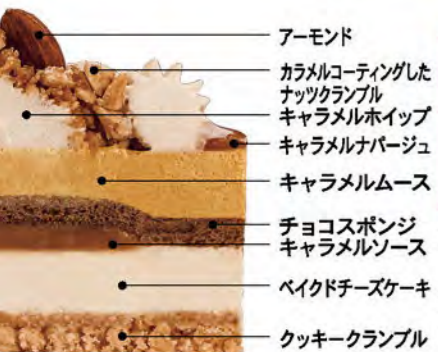 アーモンド
カラメルコーティングした
ナッツクランブル
キャラメルホイップ
キャラメルナパージュ
キャラメルムース
チョコスポンジ
キャラメルソース
ベイクドチーズケーキ
クッキークランブル